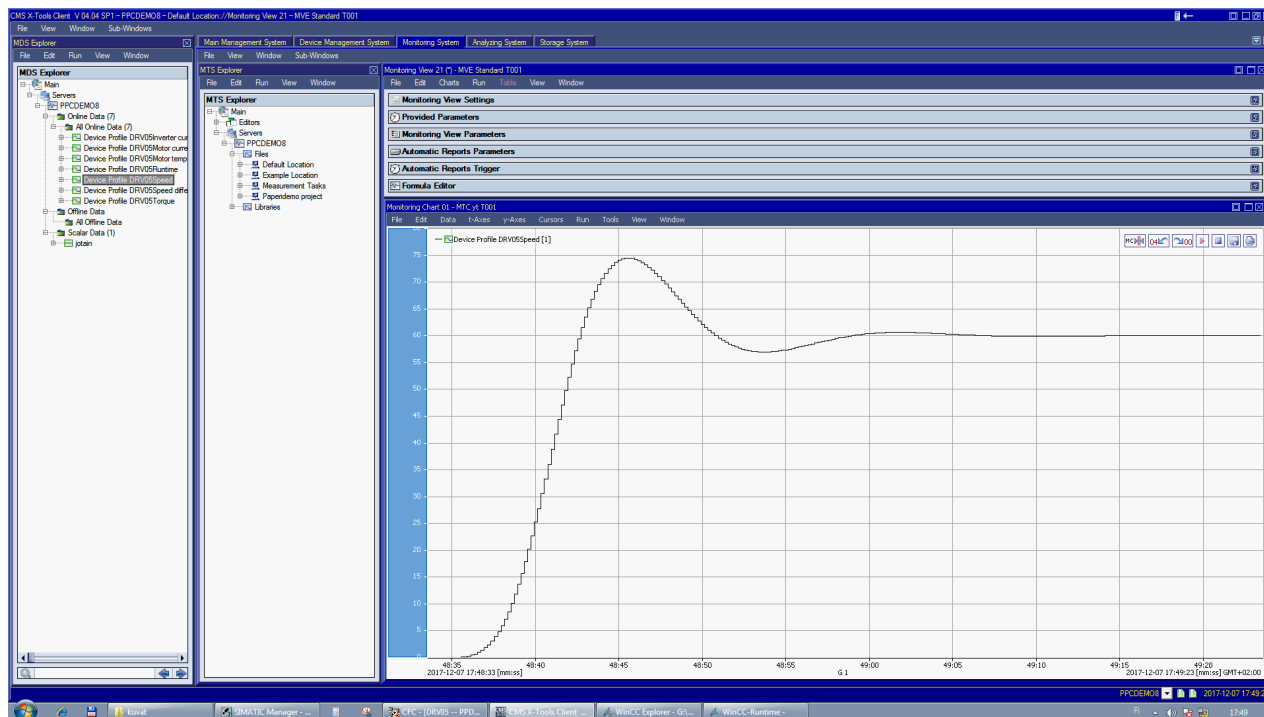 CMS X-Tools Client V 04.04 SP1 – PPCDEMO8 – Default Location://Monitoring View 21 – MVE Standard T001
File View Window Sub-Windows
MDS Explorer
File Edit Run View Window
MDS Explorer
Main
Servers
PPCDEMO8
Online Data (7)
All Online Data (7)
Device Profile DRV05Inverter cur
Device Profile DRV05Motor curre
Device Profile DRV05Motor temp
Device Profile DRV05Runtime
Device Profile DRV05Speed
Device Profile DRV05Speed diffe
Device Profile DRV05Torque
Offline Data
All Offline Data
Scalar Data (1)
jotain
Main Management System Device Management System Monitoring System Analyzing System Storage System
File View Window Sub-Windows
MTS Explorer
File Edit Run View Window
MTS Explorer
Main
Editors
Servers
PPCDEMO8
Files
Default Location
Example Location
Measurement Tasks
Paperidemo project
Libraries
Monitoring View 21 (*) - MVE Standard T001
File Edit Charts Run Table View Window
Monitoring View Settings
Provided Parameters
Monitoring View Parameters
Automatic Reports Parameters
Automatic Reports Trigger
Formula Editor
Monitoring Chart 01 - MTC yt T001
File Edit Data t-Axes y-Axes Cursors Run Tools View Window
Device Profile DRV05Speed [1]
75
70
65
60
55
50
45
40
35
30
25
20
15
10
5
48:35 48:40 48:45 48:50 48:55 49:00 49:05 49:10 49:15 49:20
2017-12-07 17:48:33 [mm:ss] G 1 2017-12-07 17:49:23 [mm:ss] GMT+02:00
PPCDEMO8 2017-12-07 17:49:2
kuvat SIMATIC Manager - ... CFC - [DRV05 -- PPD... CMS X-Tools Client ... WinCC Explorer - G:\... WinCC-Runtime - FI 17:49